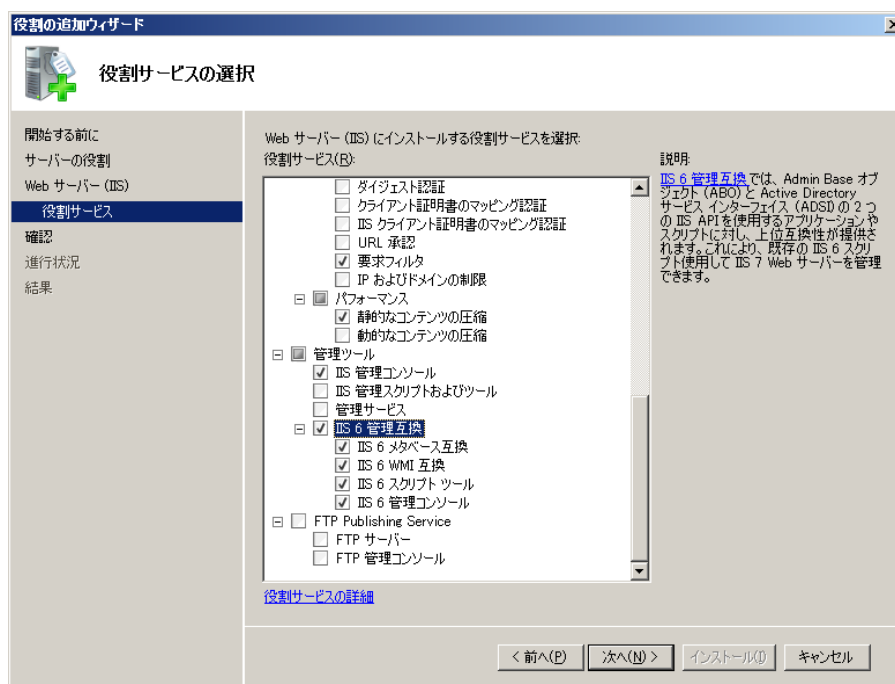 役割の追加ウィザード
役割サービスの選択
開始する前に
サーバーの役割
Web サーバー (IIS)
役割サービス
確認
進行状況
結果
Web サーバー (IIS) にインストールする役割サービスを選択:
役割サービス(R):
ダイジェスト認証
クライアント証明書のマッピング認証
IIS クライアント証明書のマッピング認証
URL 承認
要求フィルタ
IP およびドメインの制限
パフォーマンス
静的なコンテンツの圧縮
動的なコンテンツの圧縮
管理ツール
IIS 管理コンソール
IIS 管理スクリプトおよびツール
管理サービス
IIS 6 管理互換
IIS 6 メタベース互換
IIS 6 WMI 互換
IIS 6 スクリプト ツール
IIS 6 管理コンソール
FTP Publishing Service
FTP サーバー
FTP 管理コンソール
役割サービスの詳細
説明:
IIS 6 管理互換では、Admin Base オブ
ジェクト (ABO) と Active Directory
サービス インターフェイス (ADSI) の 2 つ
の IIS API を使用するアプリケーションや
スクリプトに対し、上位互換性が提供さ
れます。これにより、既存の IIS 6 スクリ
プト使用して IIS 7 Web サーバーを管理
できます。
< 前へ(P)
次へ(N) >
インストール(I)
キャンセル